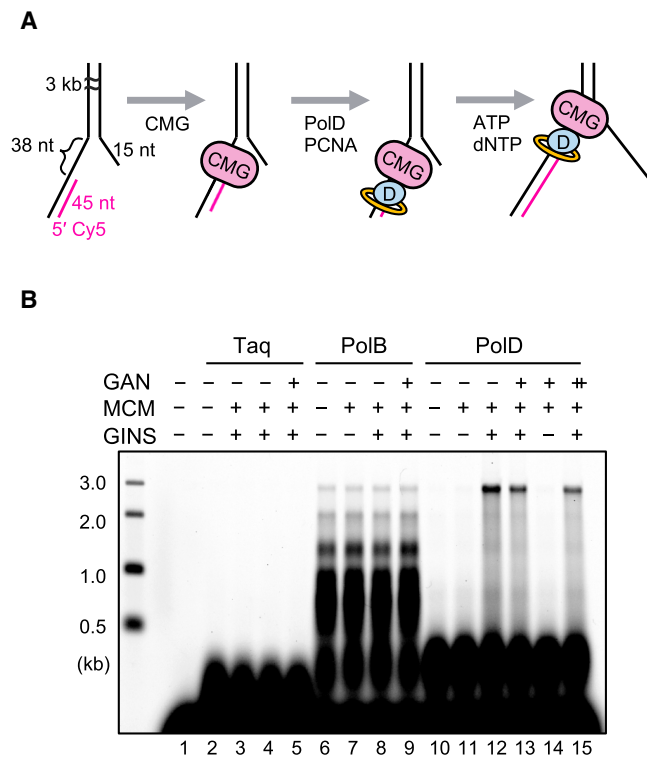 A
3 kb
38 nt
15 nt
45 nt
5′ Cy5
CMG
CMG
PolD
PCNA
CMG
D
ATP
dNTP
CMG
D
B
Taq PolB PolD
GAN − − − − + − − − + − − − + + ++
MCM − − + + + − + + + − + + + + +
GINS − − + + + − − + + − − + + − +
3.0
2.0
1.0
0.5
(kb)
1 2 3 4 5 6 7 8 9 10 11 12 13 14 15